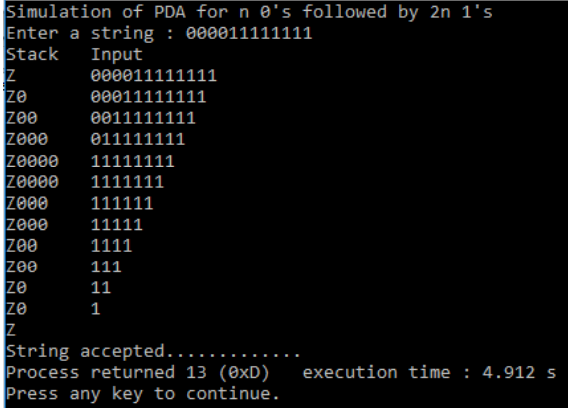 Simulation of PDA for n 0's followed by 2n 1's
Enter a string : 000011111111
Stack Input
Z 000011111111
Z0 00011111111
Z00 0011111111
Z000 011111111
Z0000 11111111
Z0000 1111111
Z000 111111
Z000 11111
Z00 1111
Z00 111
Z0 11
Z0 1
Z
String accepted.............
Process returned 13 (0xD) execution time : 4.912 s
Press any key to continue.